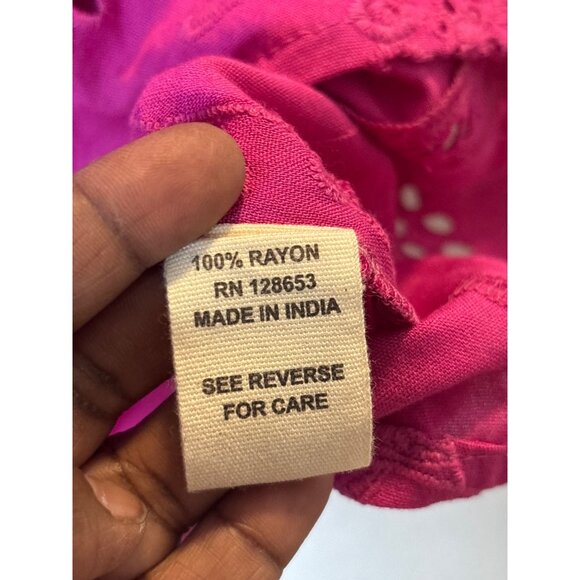 100% RAYON
RN 128653
MADE IN INDIA
SEE REVERSE
FOR CARE